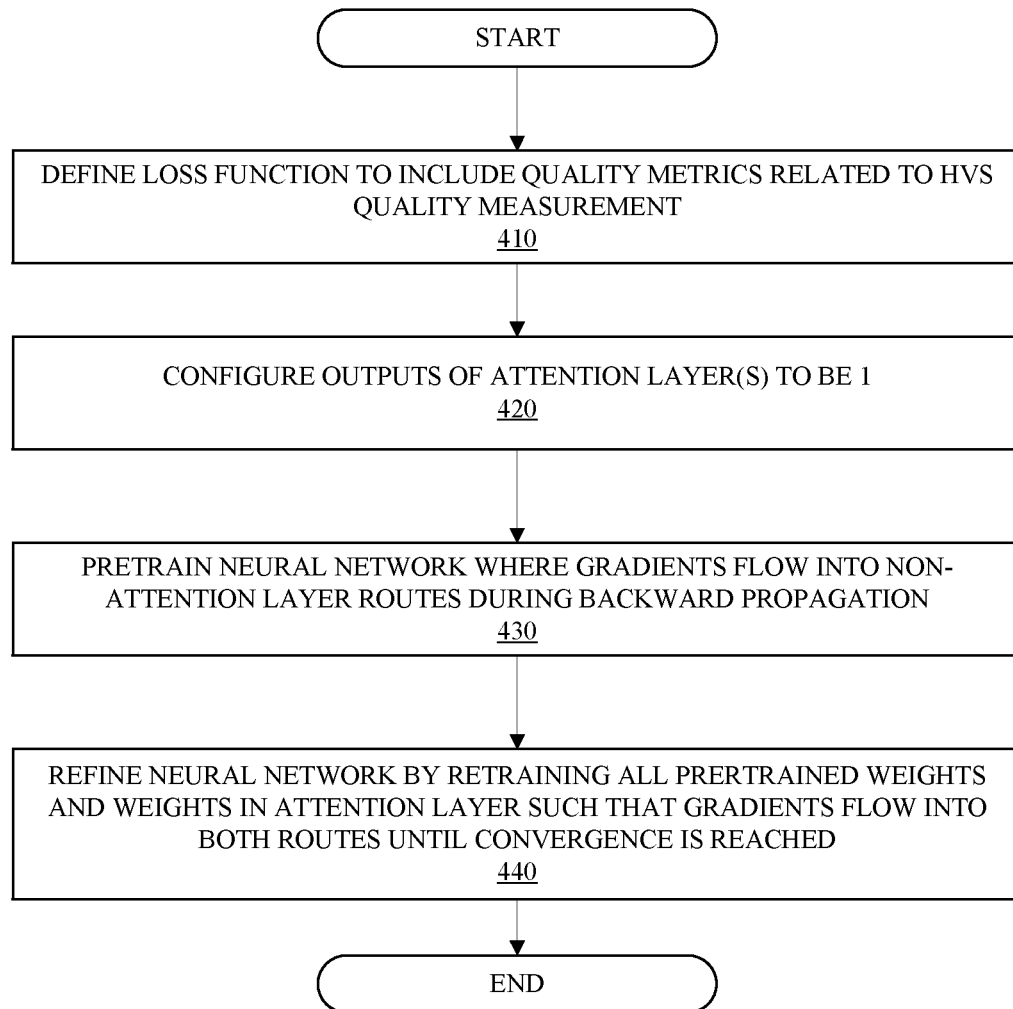 START
DEFINE LOSS FUNCTION TO INCLUDE QUALITY METRICS RELATED TO HVS
QUALITY MEASUREMENT
410
CONFIGURE OUTPUTS OF ATTENTION LAYER(S) TO BE 1
420
PRETRAIN NEURAL NETWORK WHERE GRADIENTS FLOW INTO NON-
ATTENTION LAYER ROUTES DURING BACKWARD PROPAGATION
430
REFINE NEURAL NETWORK BY RETRAINING ALL PRERTRAINED WEIGHTS
AND WEIGHTS IN ATTENTION LAYER SUCH THAT GRADIENTS FLOW INTO
BOTH ROUTES UNTIL CONVERGENCE IS REACHED
440
END